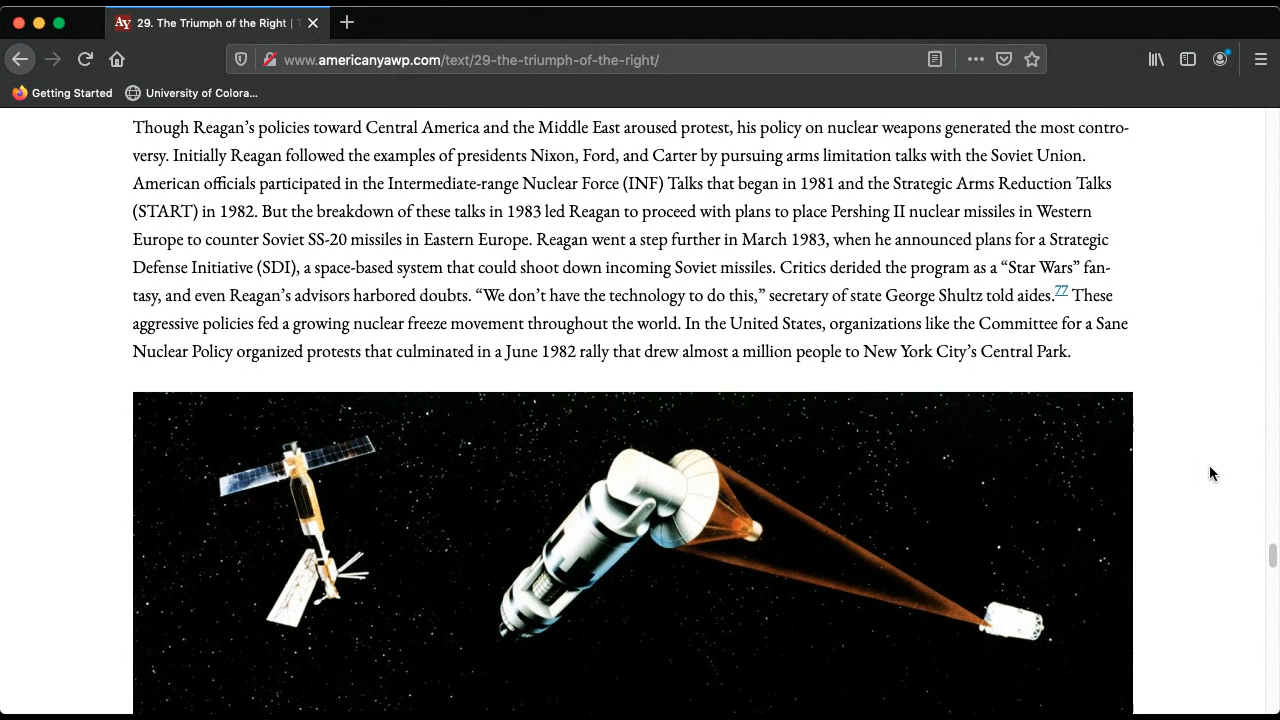 29. The Triumph of the Right | T
www.americanyawp.com/text/29-the-triumph-of-the-right/
Getting Started
University of Colora...
Though Reagan’s policies toward Central America and the Middle East aroused protest, his policy on nuclear weapons generated the most contro-
versy. Initially Reagan followed the examples of presidents Nixon, Ford, and Carter by pursuing arms limitation talks with the Soviet Union.
American officials participated in the Intermediate-range Nuclear Force (INF) Talks that began in 1981 and the Strategic Arms Reduction Talks
(START) in 1982. But the breakdown of these talks in 1983 led Reagan to proceed with plans to place Pershing II nuclear missiles in Western
Europe to counter Soviet SS-20 missiles in Eastern Europe. Reagan went a step further in March 1983, when he announced plans for a Strategic
Defense Initiative (SDI), a space-based system that could shoot down incoming Soviet missiles. Critics derided the program as a “Star Wars” fan-
tasy, and even Reagan’s advisors harbored doubts. “We don’t have the technology to do this,” secretary of state George Shultz told aides.77 These
aggressive policies fed a growing nuclear freeze movement throughout the world. In the United States, organizations like the Committee for a Sane
Nuclear Policy organized protests that culminated in a June 1982 rally that drew almost a million people to New York City’s Central Park.